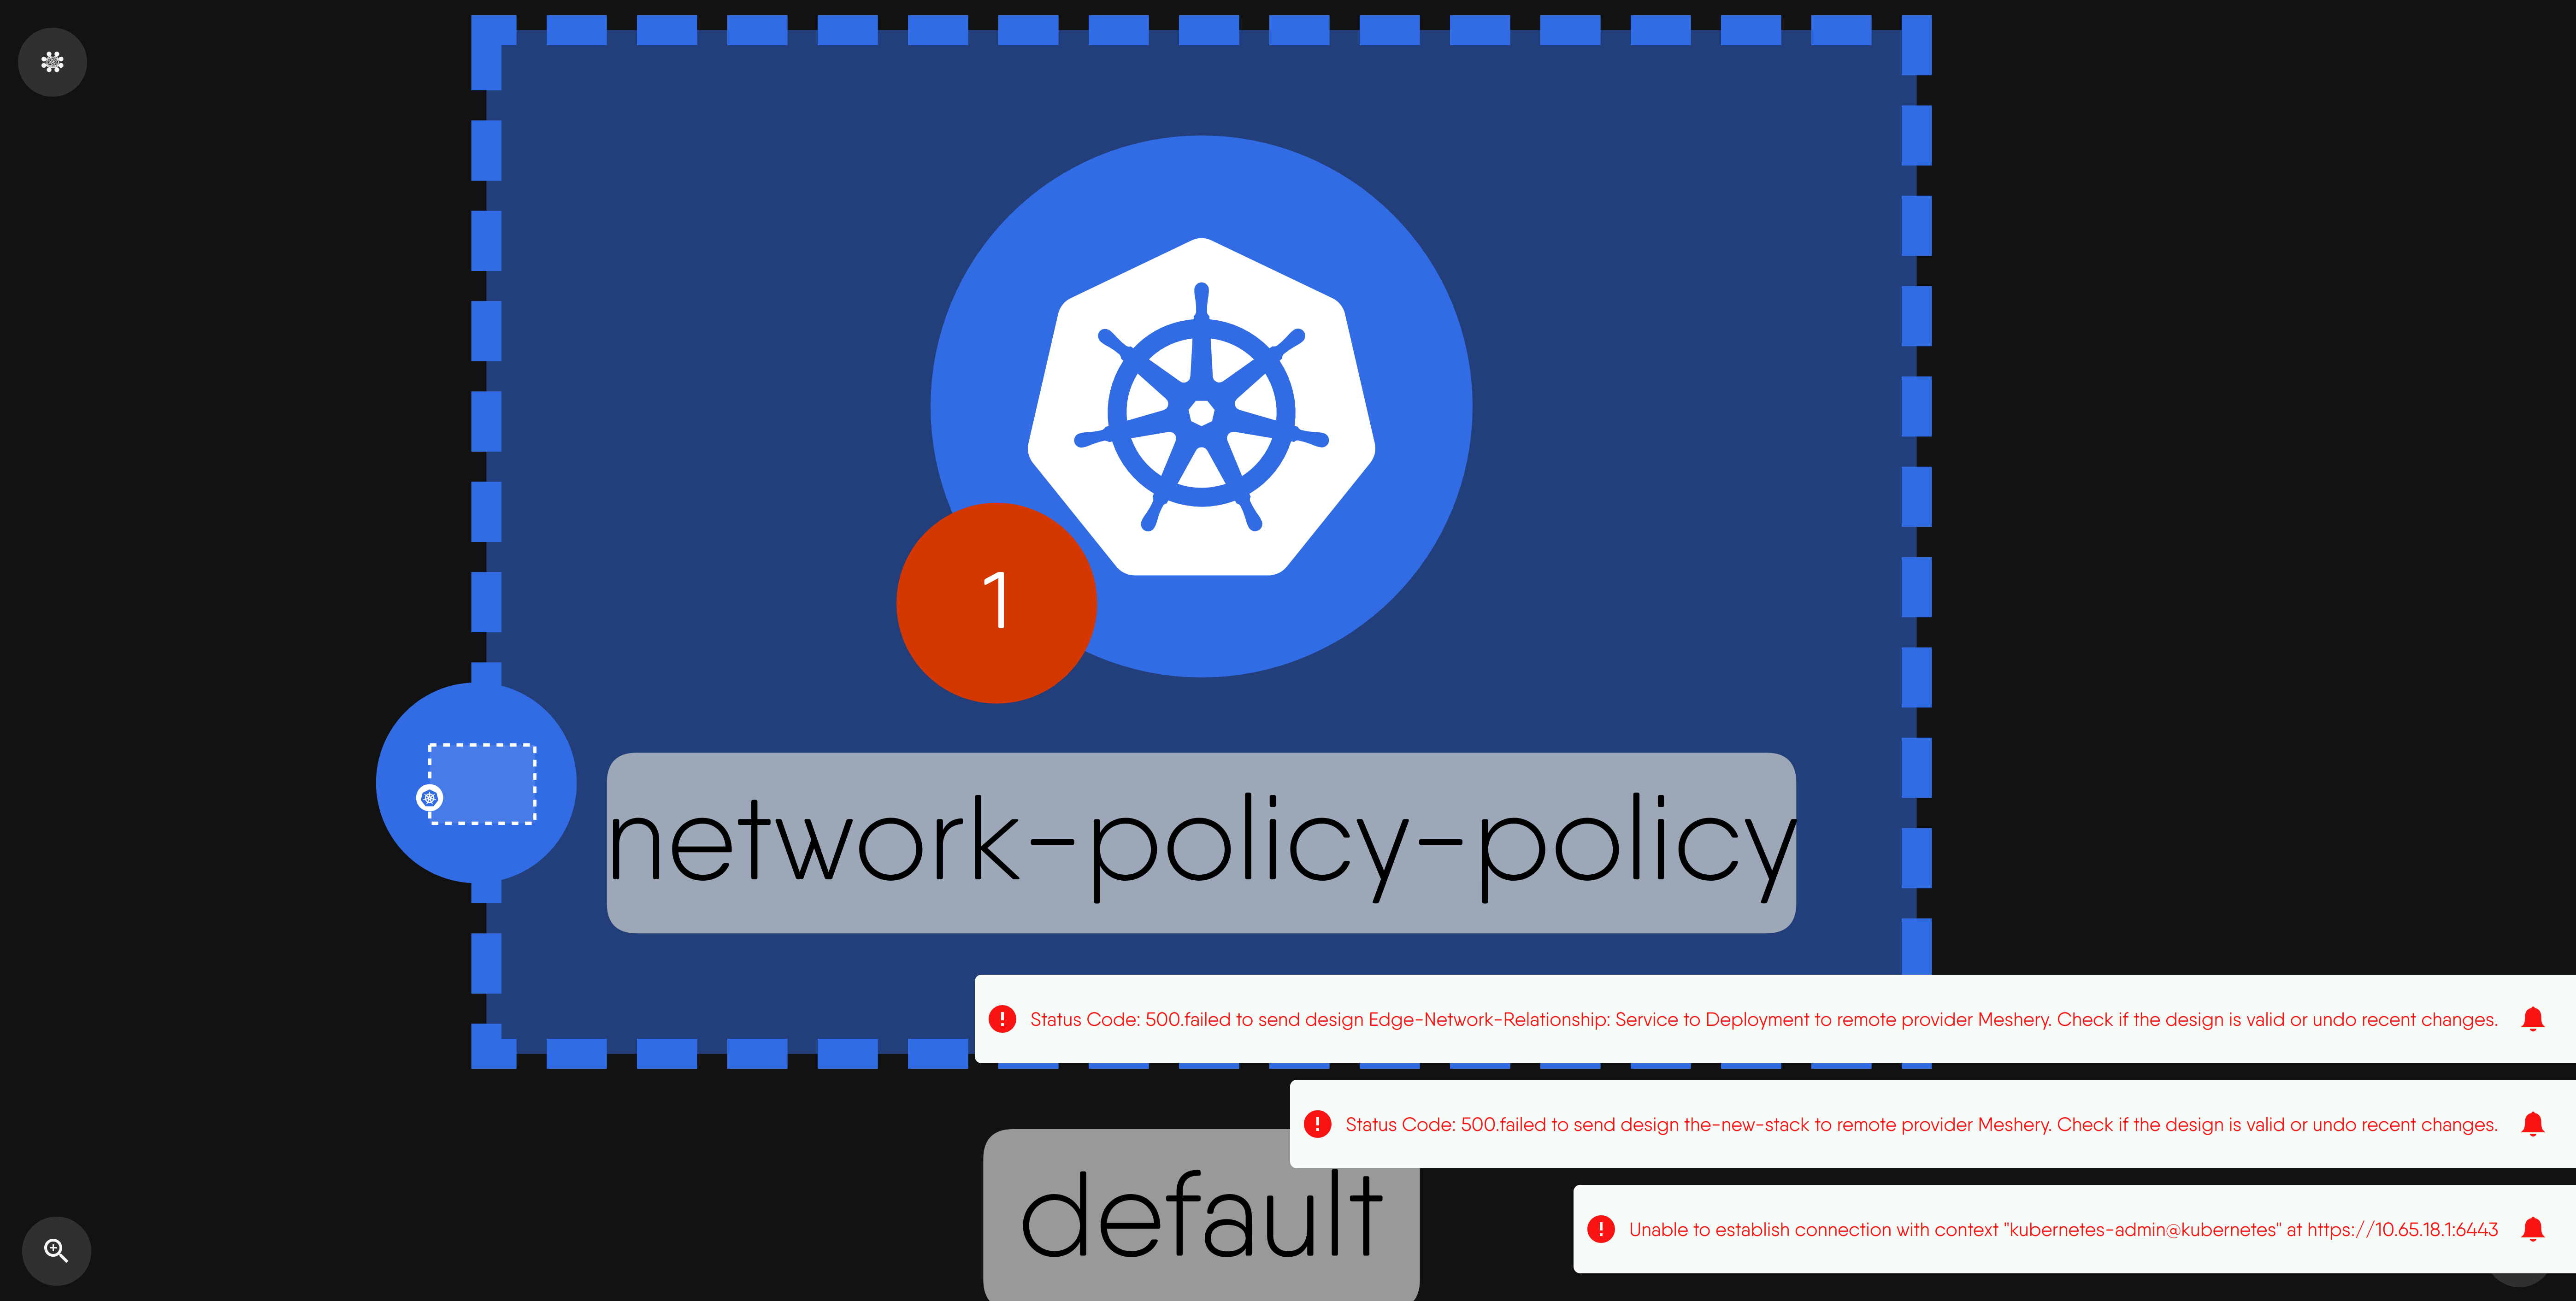 1
network-policy-policy
Status Code: 500.failed to send design Edge-Network-Relationship: Service to Deployment to remote provider Meshery. Check if the design is valid or undo recent changes.
Status Code: 500.failed to send design the-new-stack to remote provider Meshery. Check if the design is valid or undo recent changes.
default
Unable to establish connection with context "kubernetes-admin@kubernetes" at https://10.65.18.1:6443